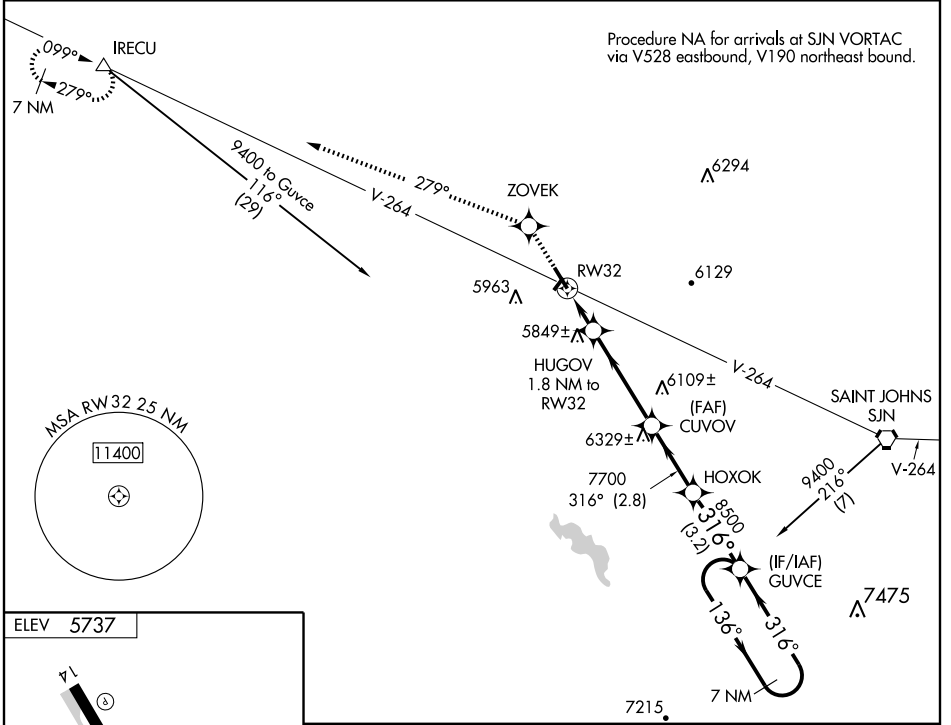 Procedure NA for arrivals at SJN VORTAC
via V528 eastbound, V190 northeast bound.
IRECU
099°
279°
7 NM
9400 to Guvce
116°
(29)
V-264
279°
ZOVEK
6294
RW32
6129
5963
5849±
HUGOV
1.8 NM to
RW32
6109±
V-264
SAINT JOHNS
SJN
(FAF)
CUVOV
6329±
V-264
MSA RW32 25 NM
11400
7700
316° (2.8)
HOXOK
9400
216°
(7)
8500
316°
(3.2)
(IF/IAF)
GUVCE
7475
136°
316°
7 NM
7215
ELEV 5737
14
P